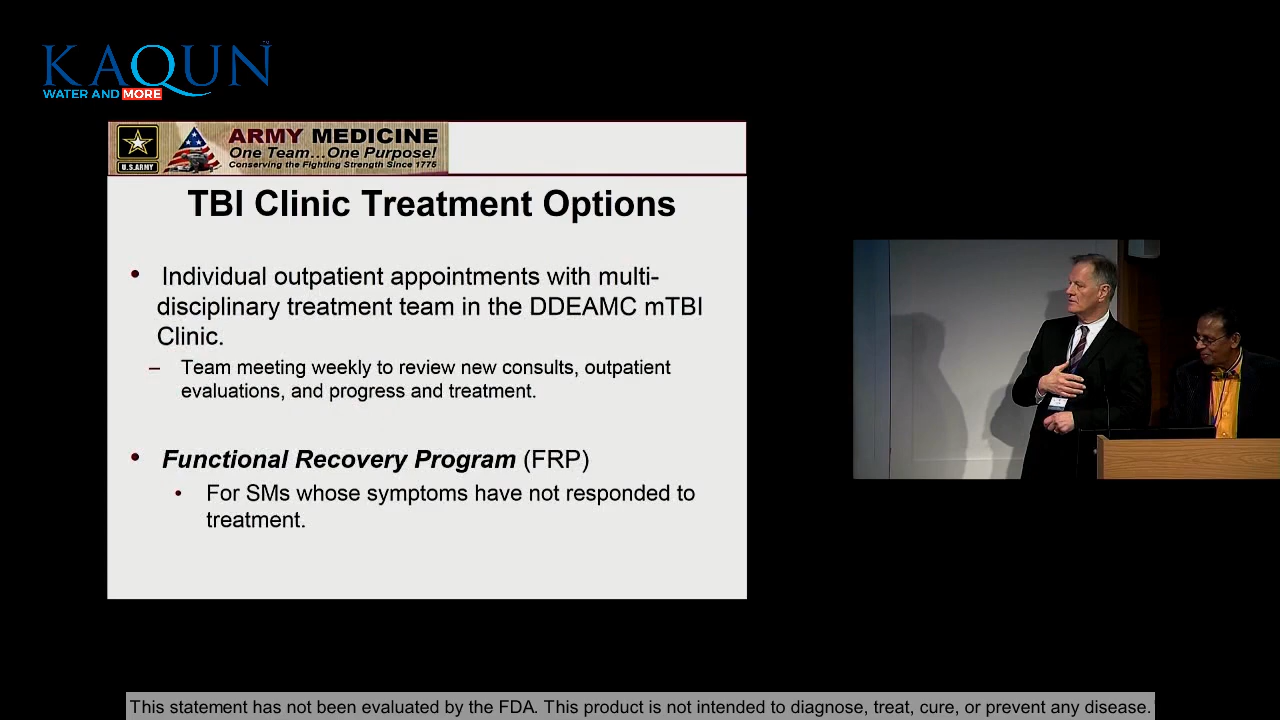 KAQUN
WATER AND MORE
U.S.ARMY
ARMY MEDICINE
One Team...One Purpose!
Conserving the Fighting Strength Since 1775
TBI Clinic Treatment Options
• Individual outpatient appointments with multi-
disciplinary treatment team in the DDEAMC mTBI
Clinic.
– Team meeting weekly to review new consults, outpatient
evaluations, and progress and treatment.
• Functional Recovery Program (FRP)
• For SMs whose symptoms have not responded to
treatment.
This statement has not been evaluated by the FDA. This product is not intended to diagnose, treat, cure, or prevent any disease.